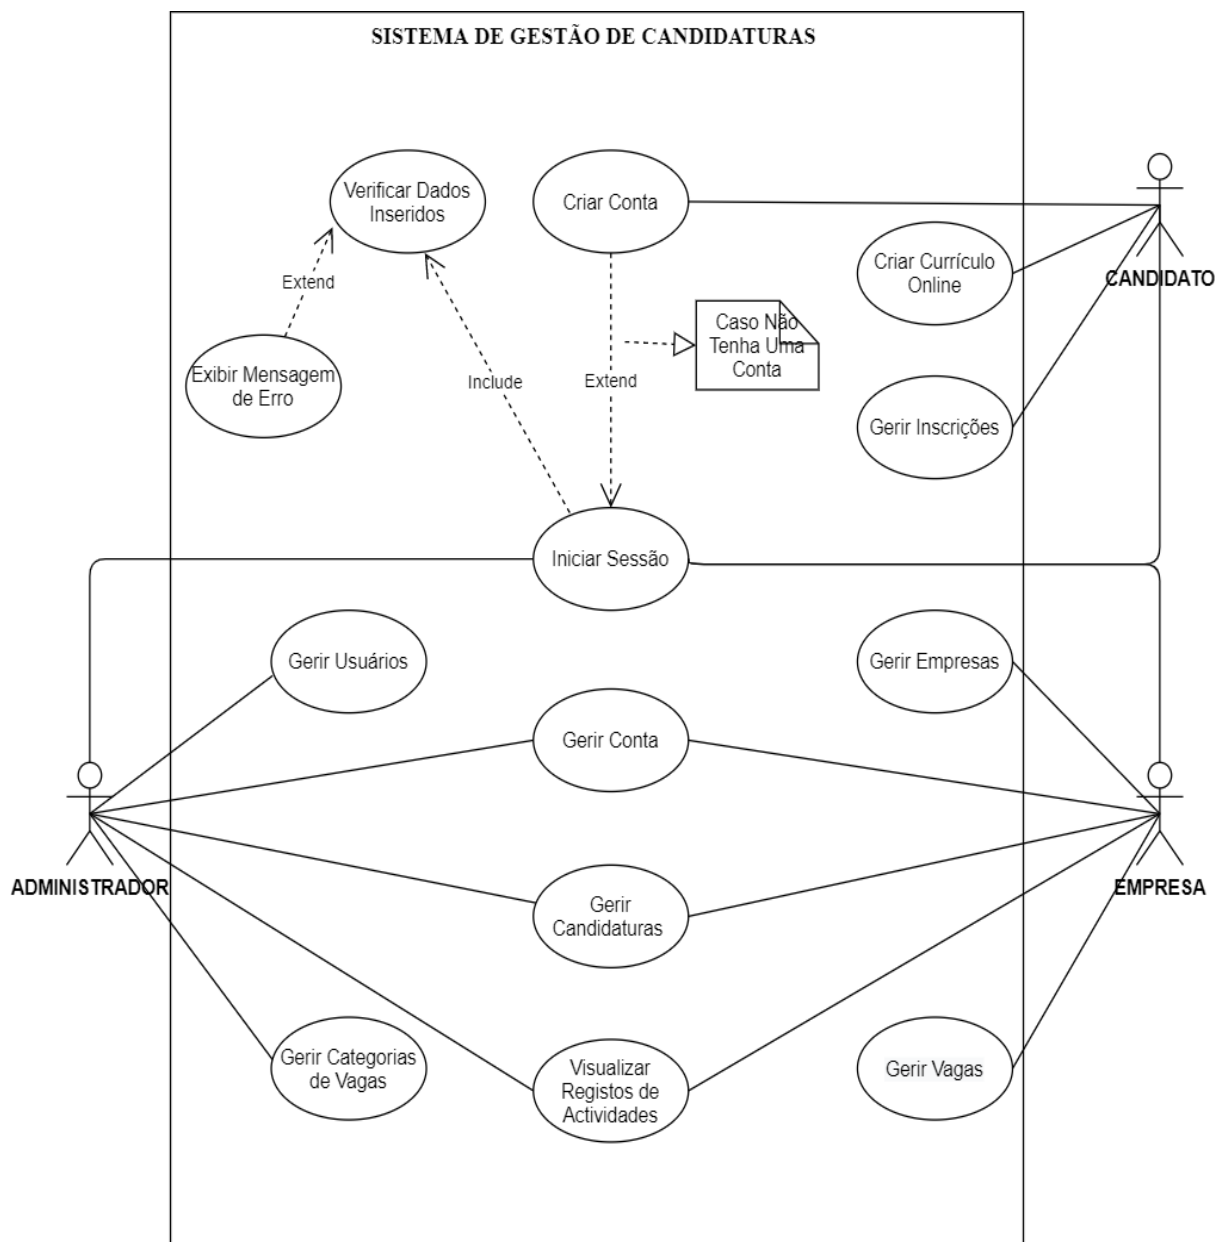 SISTEMA DE GESTÃO DE CANDIDATURAS
Verificar Dados
Inseridos
Criar Conta
Criar Currículo
Online
CANDIDATO
Extend
Caso Não
Tenha Uma
Conta
Exibir Mensagem
de Erro
Include
Extend
Gerir Inscrições
Iniciar Sessão
Gerir Usuários
Gerir Empresas
Gerir Conta
ADMINISTRADOR
EMPRESA
Gerir
Candidaturas
Gerir Categorias
de Vagas
Visualizar
Registos de
Actividades
Gerir Vagas